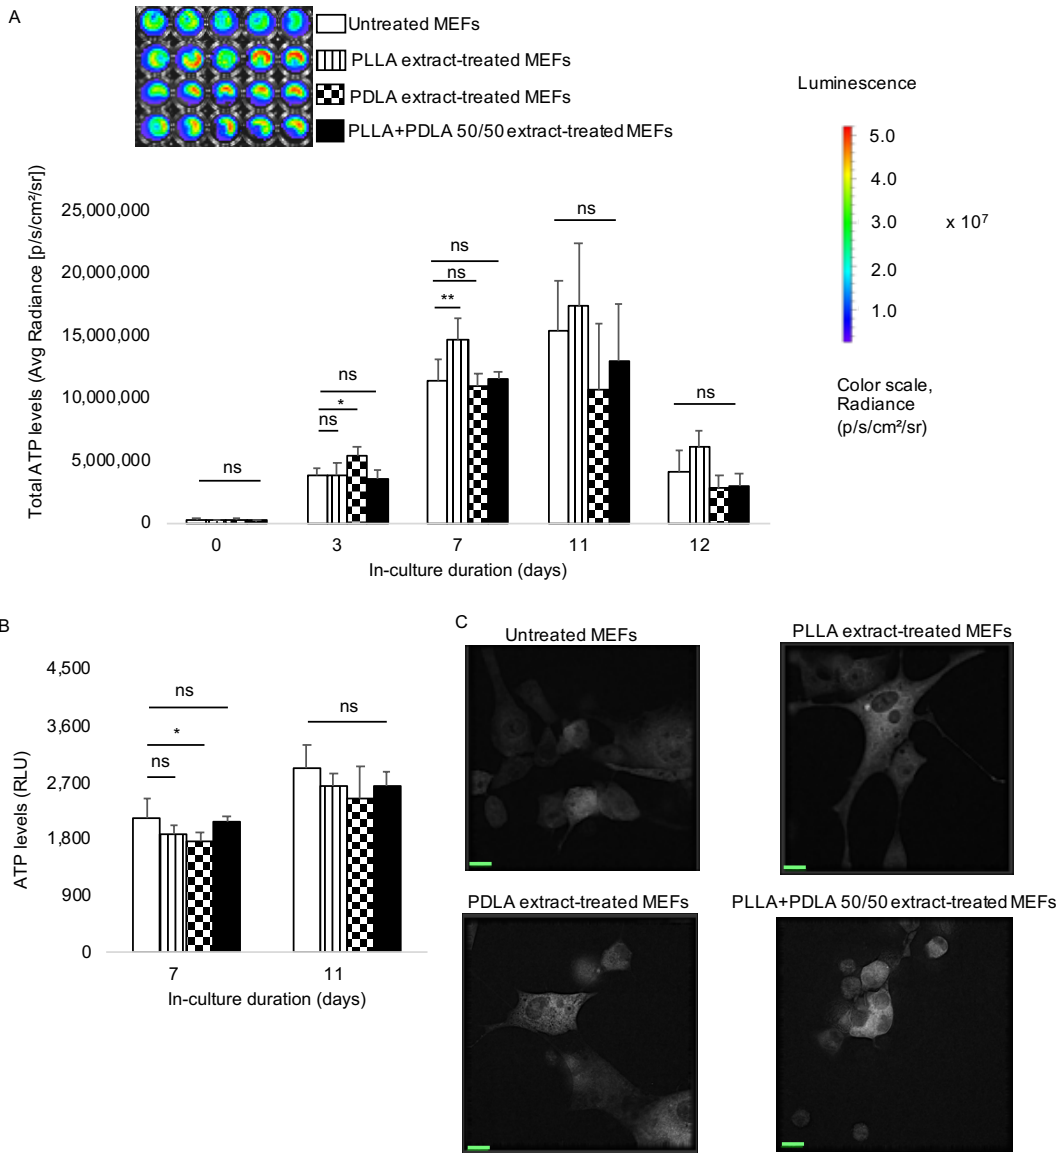 A
Untreated MEFs
PLLA extract-treated MEFs
PDLA extract-treated MEFs
PLLA+PDLA 50/50 extract-treated MEFs
Luminescence
5.0
4.0
3.0
2.0
1.0
x 10⁷
Color scale,
Radiance
(p/s/cm²/sr)
Total ATP levels (Avg Radiance [p/s/cm²/sr])
25,000,000
20,000,000
15,000,000
10,000,000
5,000,000
0
ns
ns
*
ns
ns
ns
**
ns
ns
0
3
7
11
12
In-culture duration (days)
B
ATP levels (RLU)
4,500
3,600
2,700
1,800
900
0
ns
*
ns
ns
7
11
In-culture duration (days)
C
Untreated MEFs
PLLA extract-treated MEFs
PDLA extract-treated MEFs
PLLA+PDLA 50/50 extract-treated MEFs